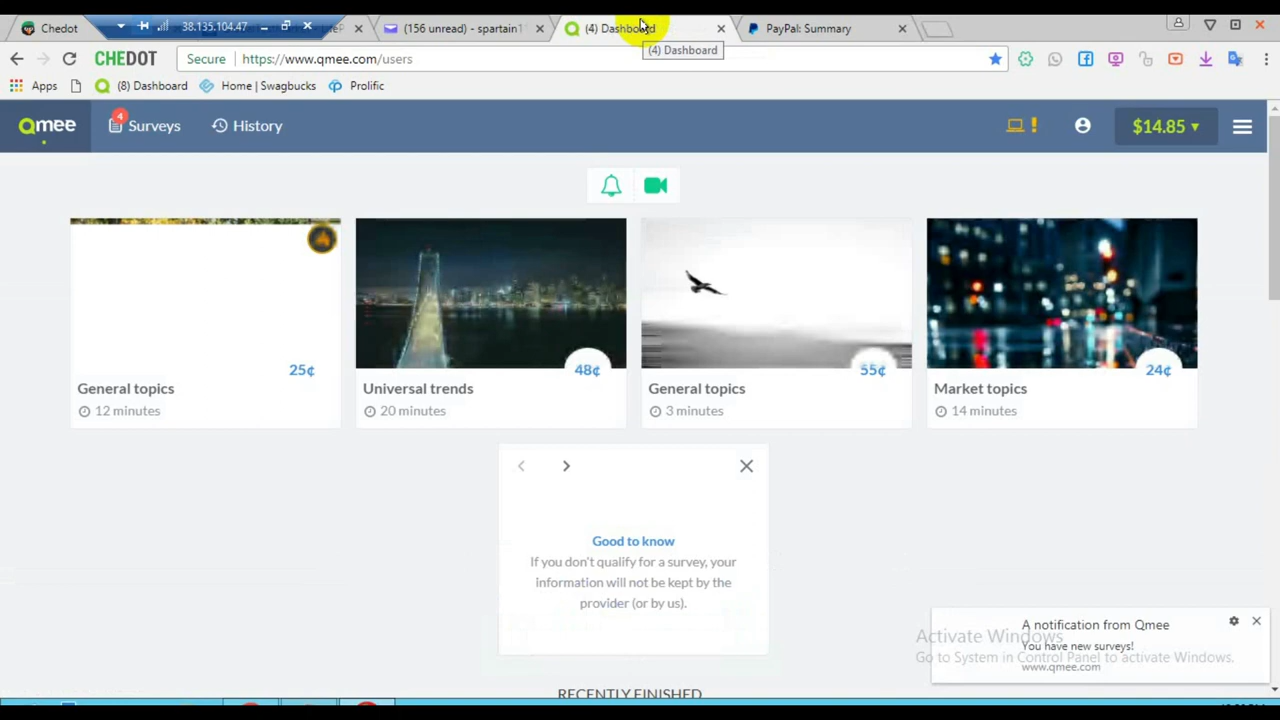 Chedot
38.135.104.47
(156 unread) - spartain1
(4) Dashboard
PayPal: Summary
CHEDOT
Secure
https://www.qmee.com/users
(4) Dashboard
Apps
(8) Dashboard
Home | Swagbucks
Prolific
Qmee
4
Surveys
History
!
$14.85
25¢
48¢
55¢
24¢
General topics
Universal trends
General topics
Market topics
12 minutes
20 minutes
3 minutes
14 minutes
Good to know
If you don't qualify for a survey, your
information will not be kept by the
provider (or by us).
A notification from Qmee
Activate Windows
You have new surveys!
Go to System in Control Panel to activate Windows.
www.qmee.com
RECENTLY FINISHED